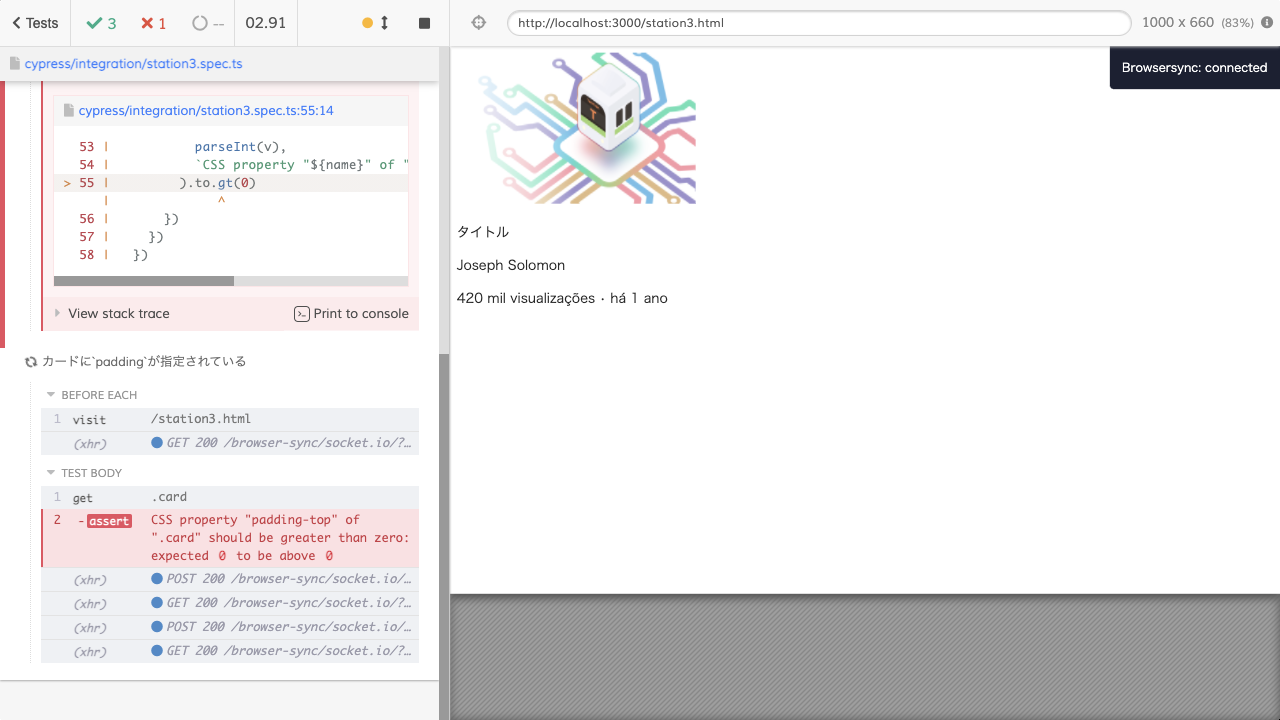 Tests 3 1 -- 02.91
http://localhost:3000/station3.html 1000 x 660 (83%)
Browsersync: connected
cypress/integration/station3.spec.ts
cypress/integration/station3.spec.ts:55:14
53 | parseInt(v),
54 | `CSS property "${name}" of "
> 55 | ).to.gt(0)
| ^
56 | })
57 | })
58 | })
View stack trace Print to console
カードに`padding`が指定されている
BEFORE EACH
1 visit /station3.html
(xhr) GET 200 /browser-sync/socket.io/?…
TEST BODY
1 get .card
2 -assert CSS property "padding-top" of
".card" should be greater than zero:
expected 0 to be above 0
(xhr) POST 200 /browser-sync/socket.io/…
(xhr) GET 200 /browser-sync/socket.io/?…
(xhr) POST 200 /browser-sync/socket.io/…
(xhr) GET 200 /browser-sync/socket.io/?…
T
タイトル
Joseph Solomon
420 mil visualizações · há 1 ano